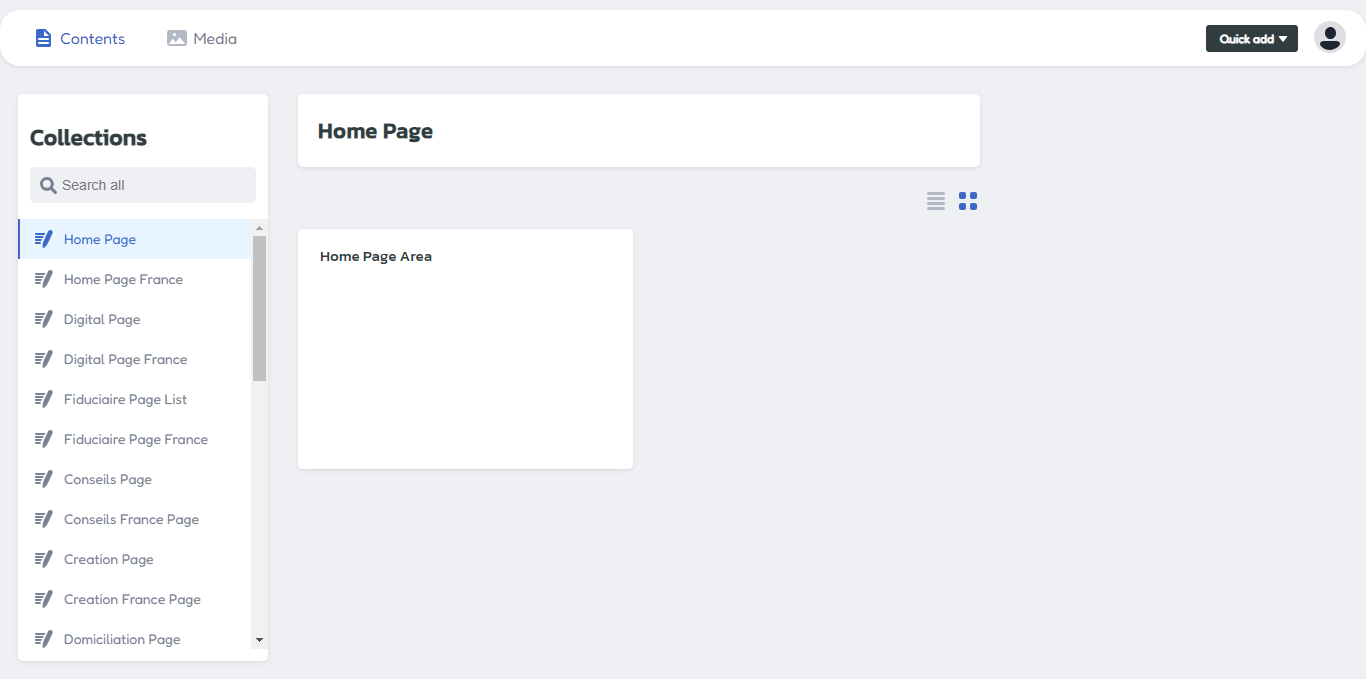 Contents
Media
Quick add
Collections
Search all
Home Page
Home Page France
Digital Page
Digital Page France
Fiduciaire Page List
Fiduciaire Page France
Conseils Page
Conseils France Page
Creation Page
Creation France Page
Domiciliation Page
Home Page
Home Page Area